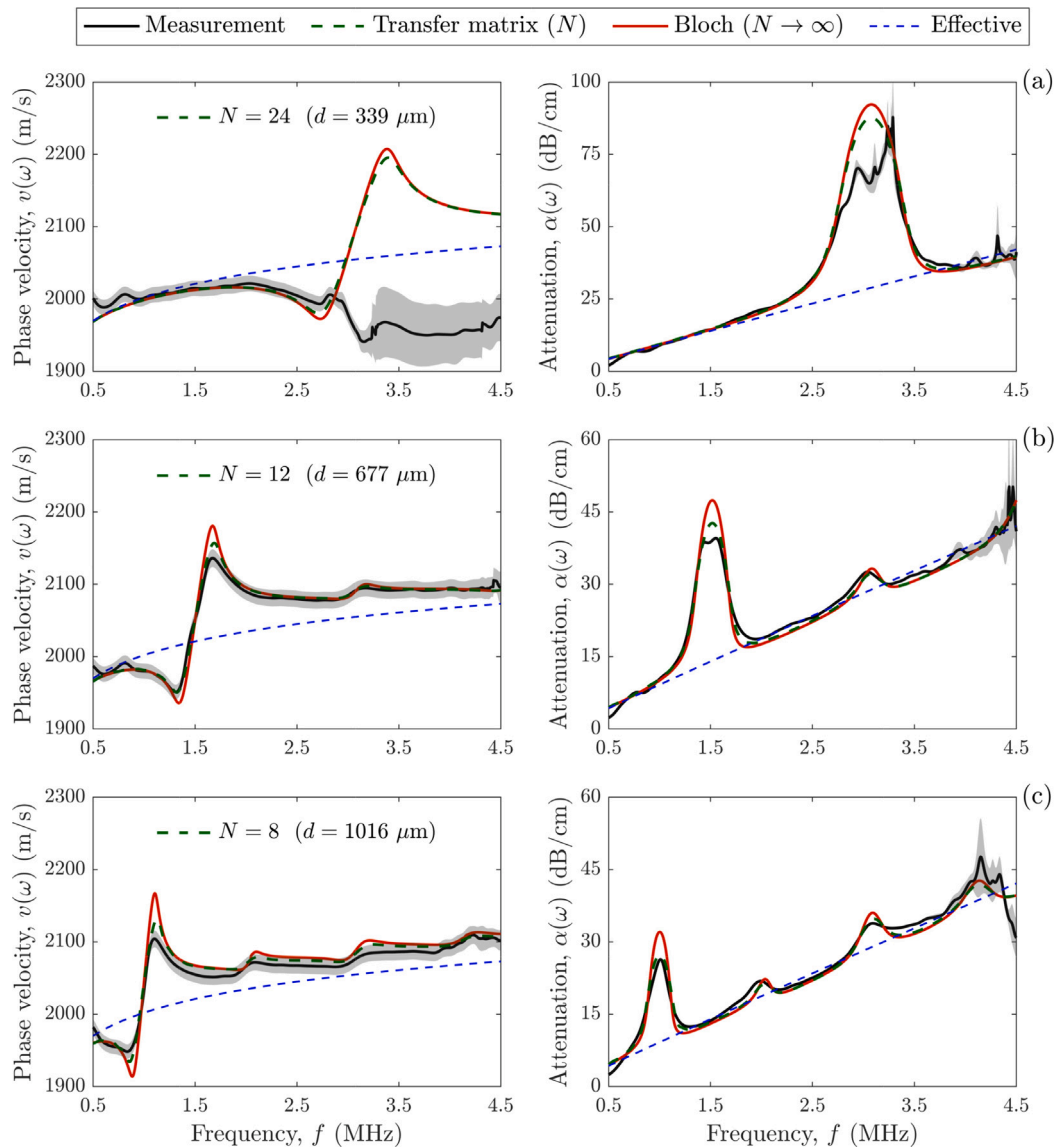 Measurement Transfer matrix (N) Bloch (N → ∞) Effective
(a)
Phase velocity, v(ω) (m/s)
2300
2200
2100
2000
1900
N = 24 (d = 339 μm)
0.5 1.5 2.5 3.5 4.5
Attenuation, α(ω) (dB/cm)
100
75
50
25
0
0.5 1.5 2.5 3.5 4.5
(b)
Phase velocity, v(ω) (m/s)
2300
2200
2100
2000
1900
N = 12 (d = 677 μm)
0.5 1.5 2.5 3.5 4.5
Attenuation, α(ω) (dB/cm)
60
45
30
15
0
0.5 1.5 2.5 3.5 4.5
(c)
Phase velocity, v(ω) (m/s)
2300
2200
2100
2000
1900
N = 8 (d = 1016 μm)
0.5 1.5 2.5 3.5 4.5
Frequency, f (MHz)
Attenuation, α(ω) (dB/cm)
60
45
30
15
0
0.5 1.5 2.5 3.5 4.5
Frequency, f (MHz)